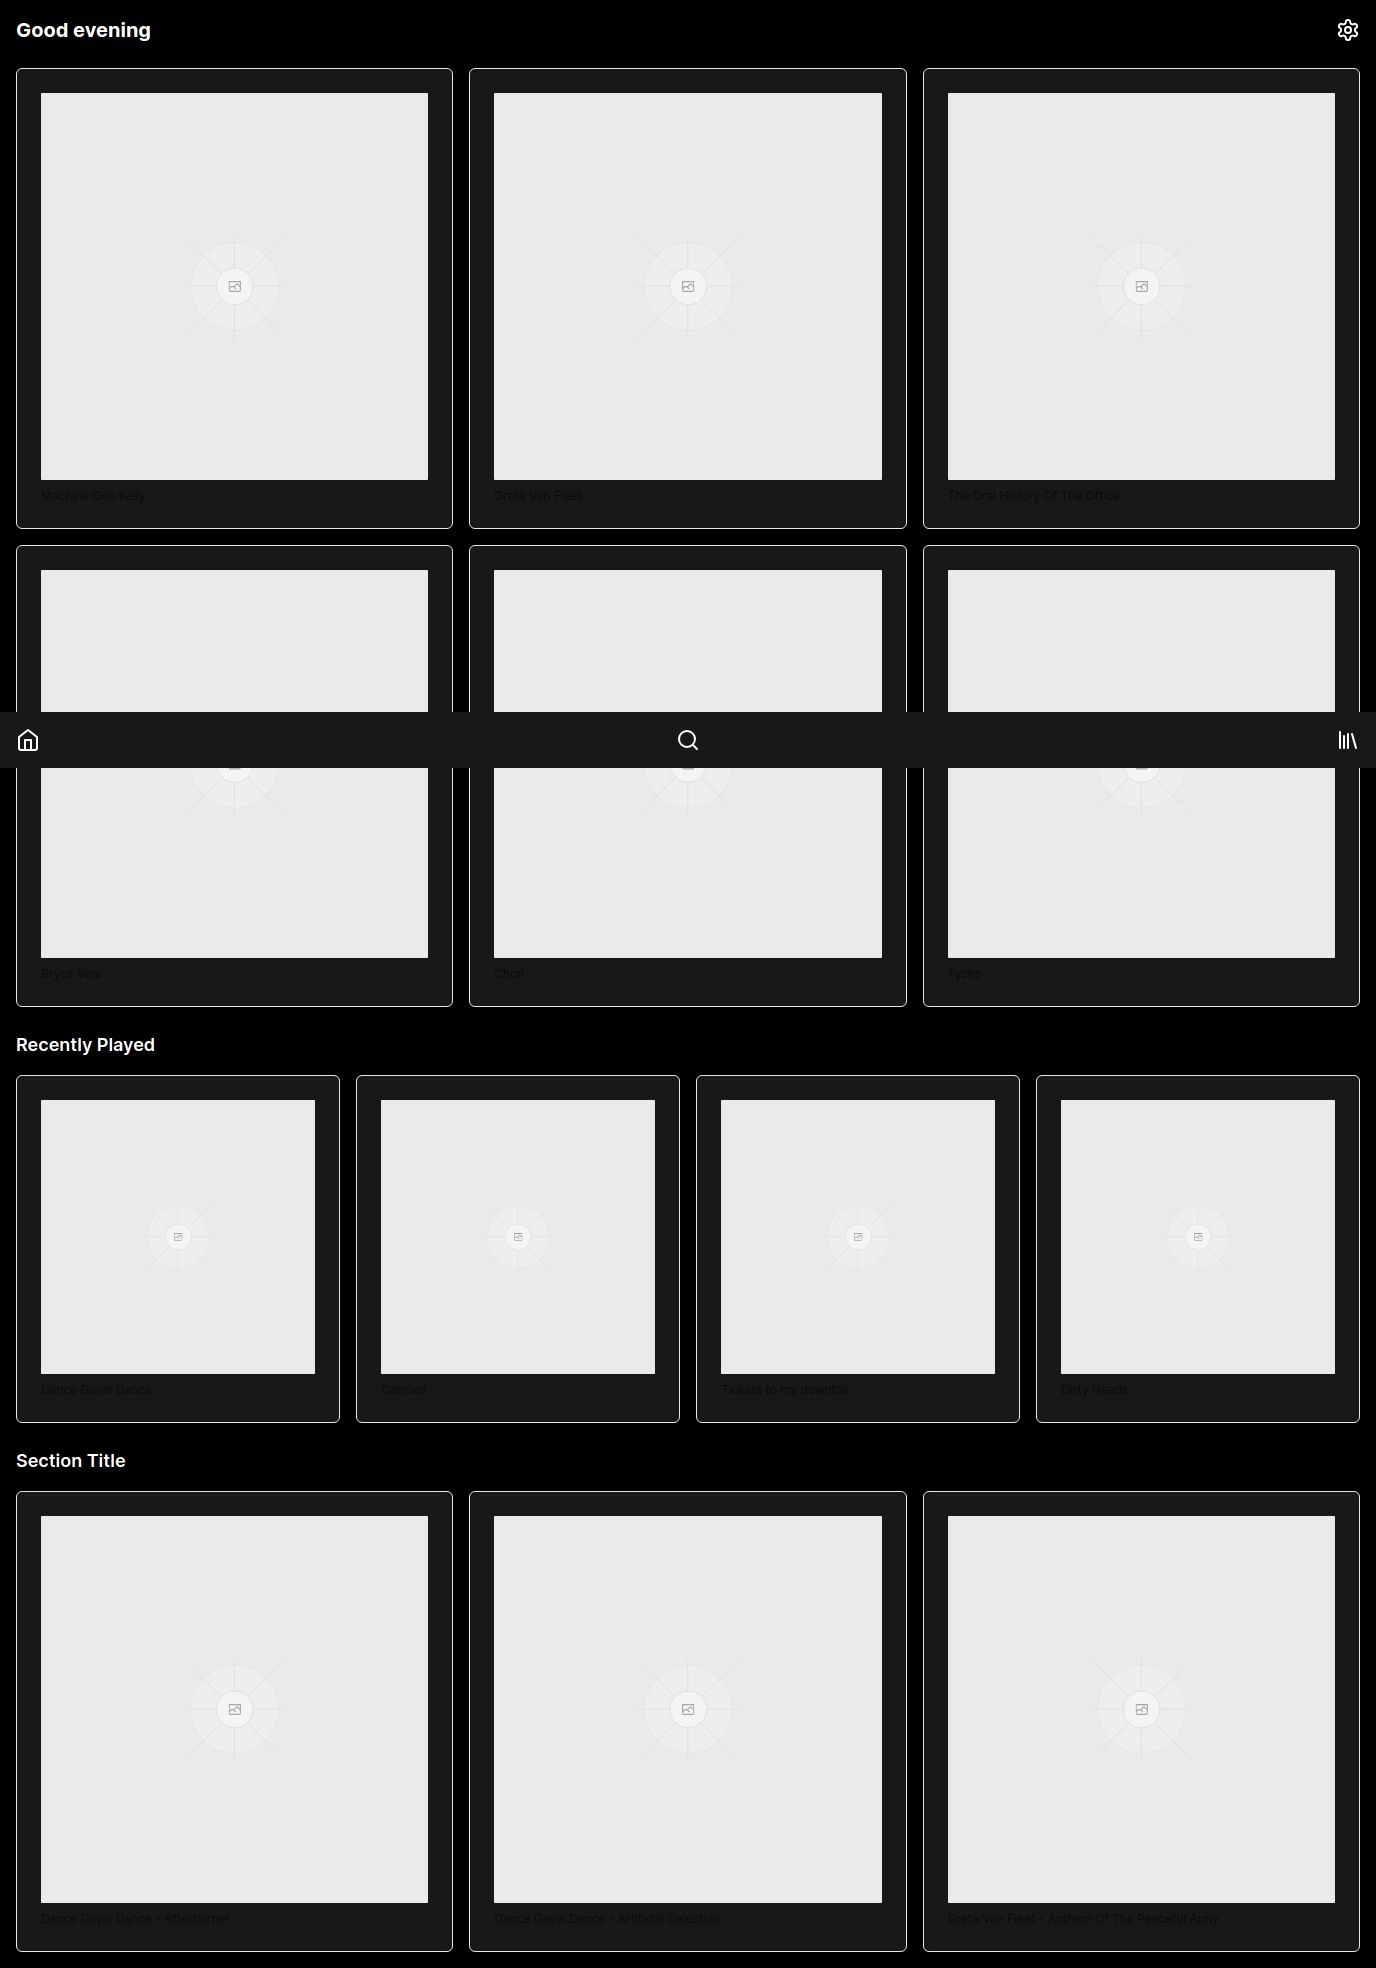 Good evening
Machine Gun Kelly
Greta Van Fleet
The Oral History Of The Office
Bryce Vine
Chon
Tycho
Recently Played
Dance Gavin Dance
Carnival
Tickets to my downfall
Dirty Heads
Section Title
Dance Gavin Dance - Afterburner
Dance Gavin Dance - Artificial Selection
Greta Van Fleet - Anthem Of The Peaceful Army